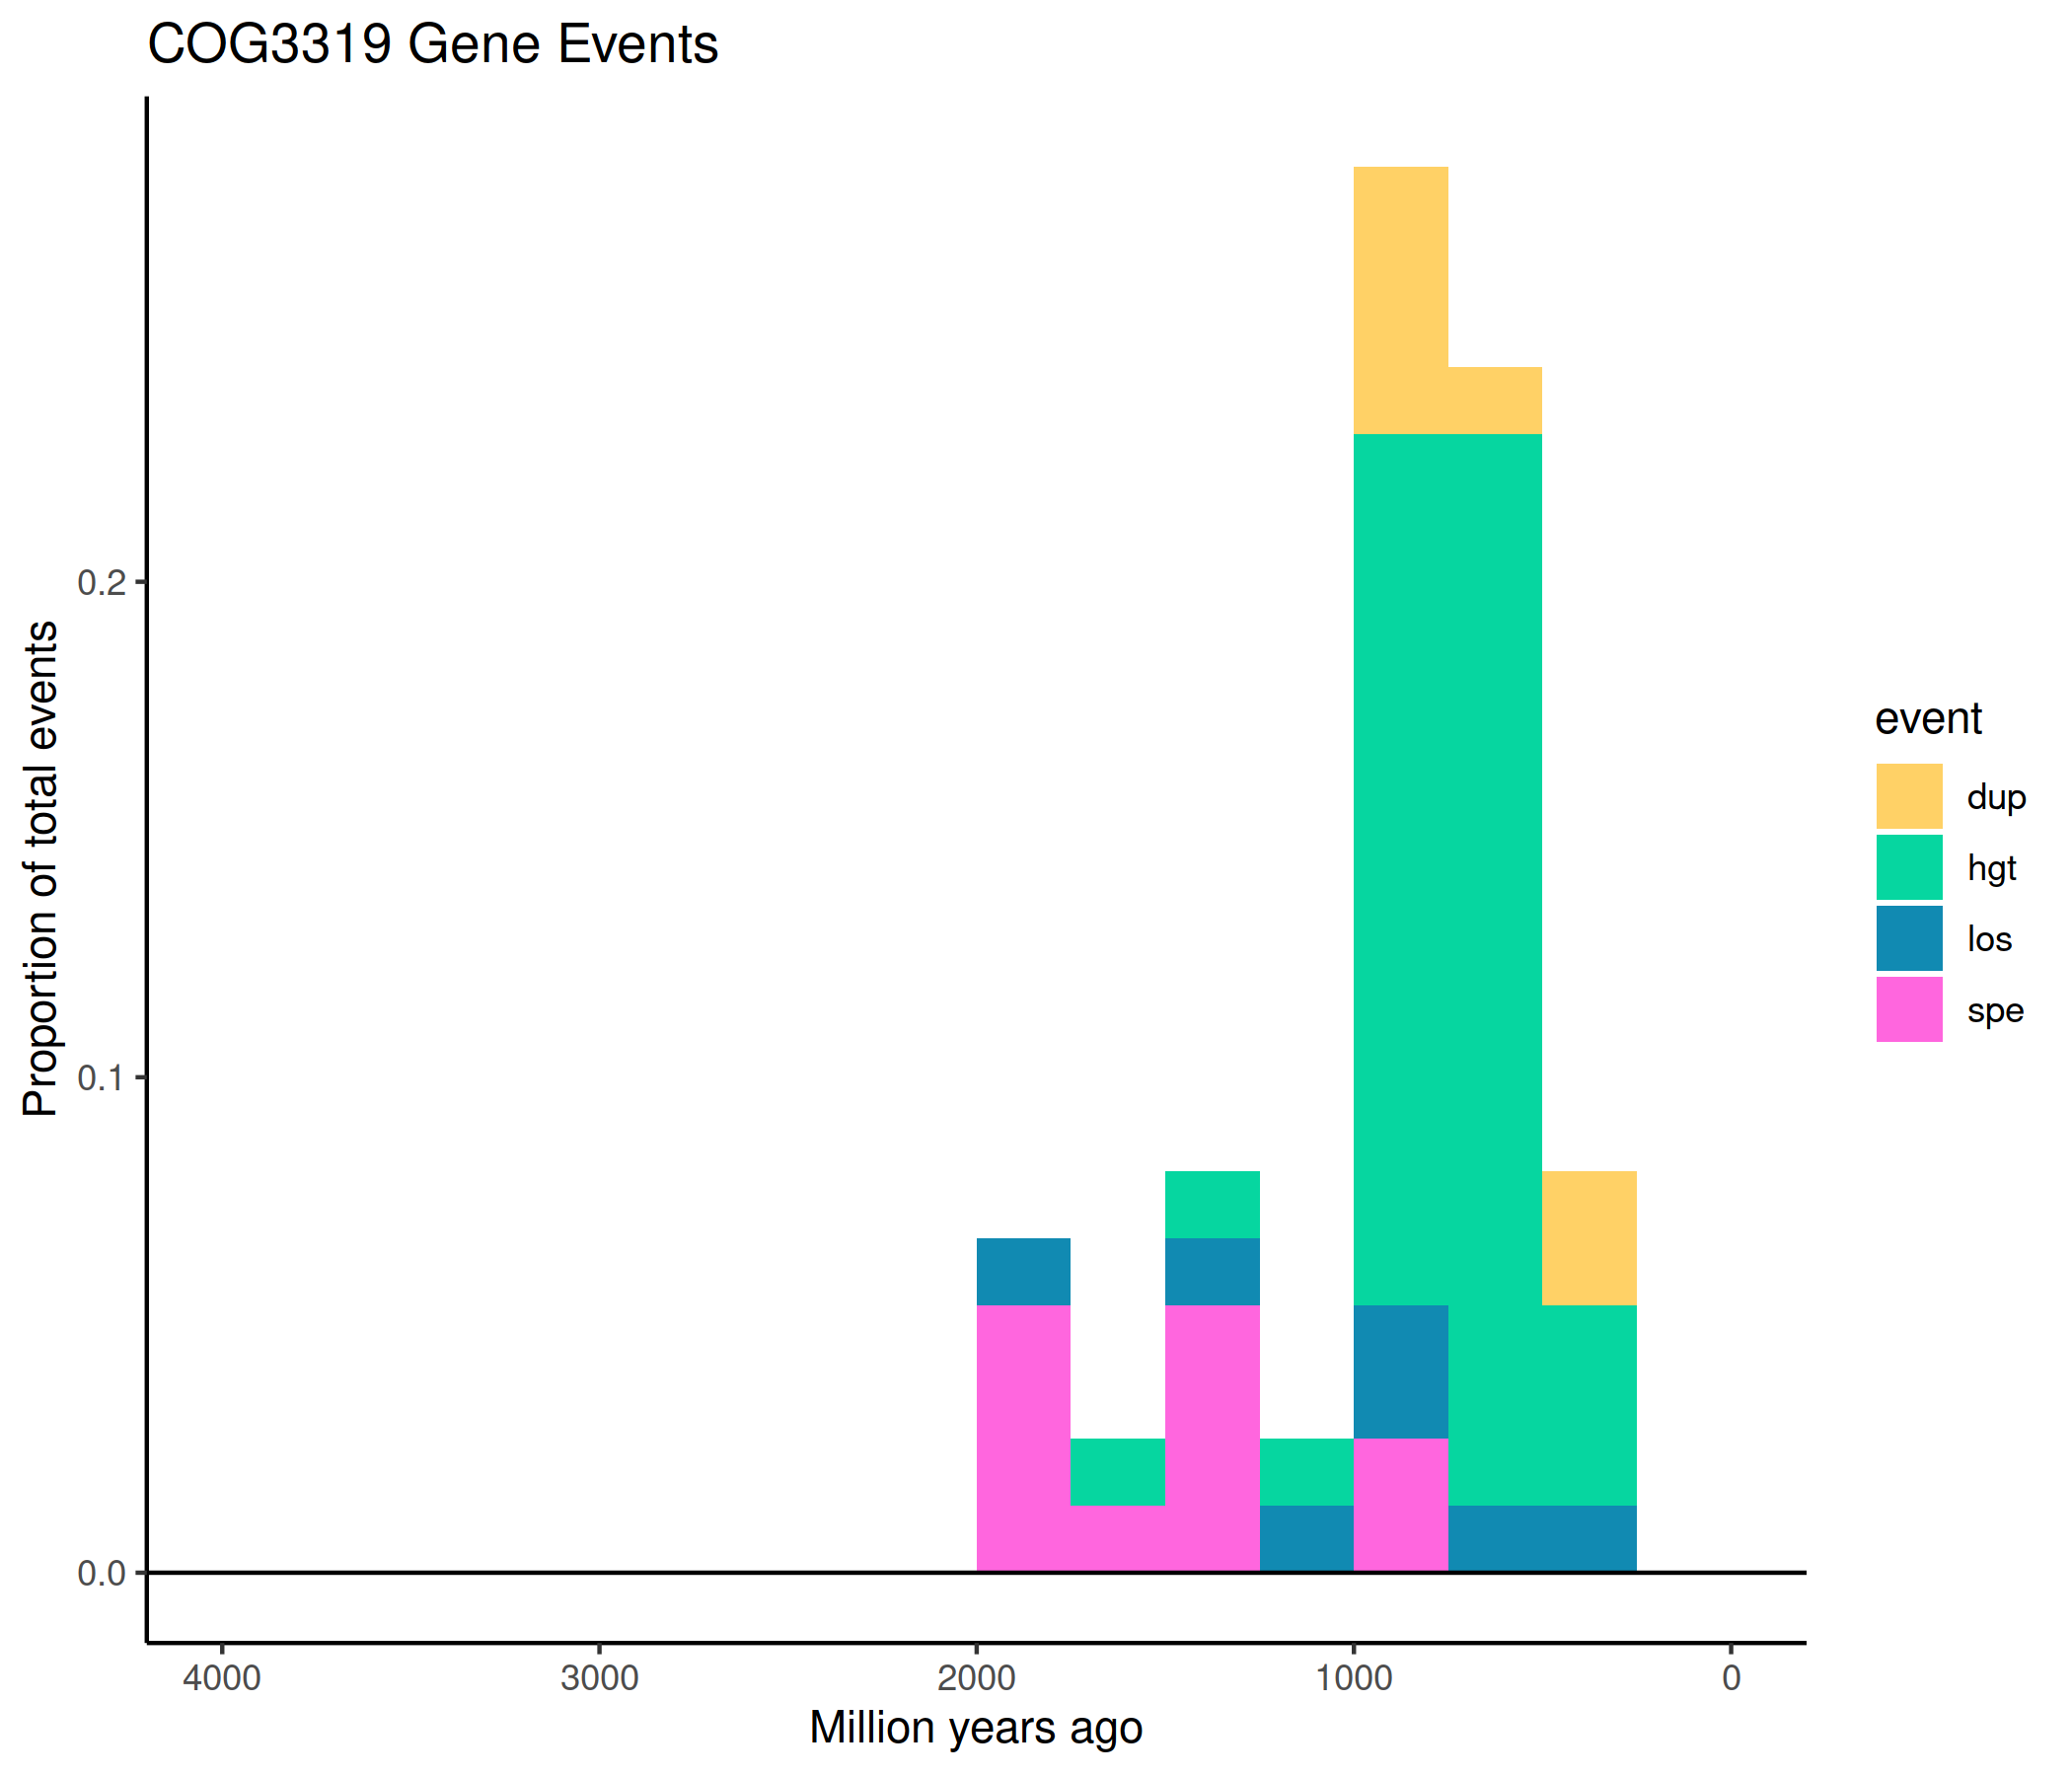 COG3319 Gene Events
Proportion of total events
0.2
0.1
0.0
4000 3000 2000 1000 0
Million years ago
event
dup
hgt
los
spe